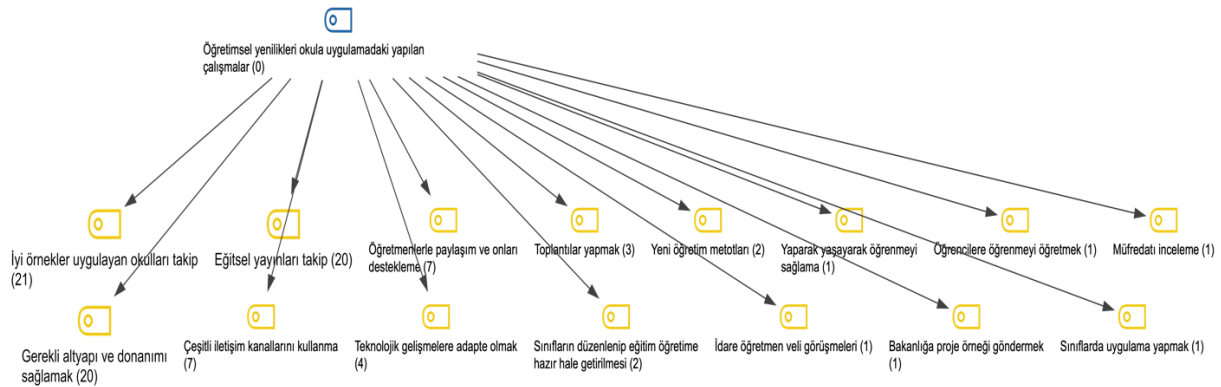 Öğretimsel yenilikleri okula uygulamadaki yapılan
çalışmalar (0)
İyi örnekler uygulayan okulları takip
(21)
Eğitsel yayınları takip (20)
Öğretmenlerle paylaşım ve onları
destekleme (7)
Toplantılar yapmak (3)
Yeni öğretim metotları (2)
Yaparak yaşayarak öğrenmeyi
sağlama (1)
Öğrencilere öğrenmeyi öğretmek (1)
Müfredatı inceleme (1)
Gerekli altyapı ve donanımı
sağlamak (20)
Çeşitli iletişim kanallarını kullanma
(7)
Teknolojik gelişmelere adapte olmak
(4)
Sınıfların düzenlenip eğitim öğretime
hazır hale getirilmesi (2)
İdare öğretmen veli görüşmeleri (1)
Bakanlığa proje örneği göndermek
(1)
Sınıflarda uygulama yapmak (1)